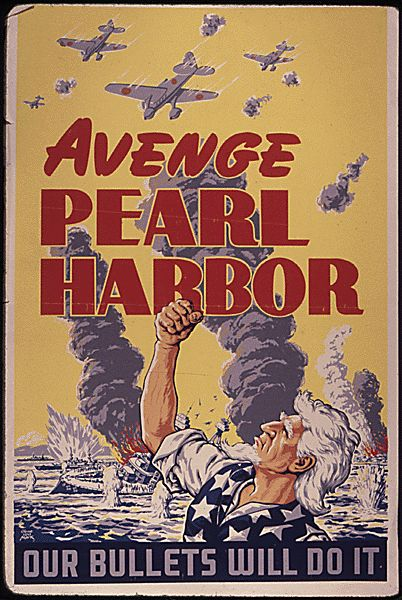 AVENGE
PEARL
HARBOR
OUR BULLETS WILL DO IT